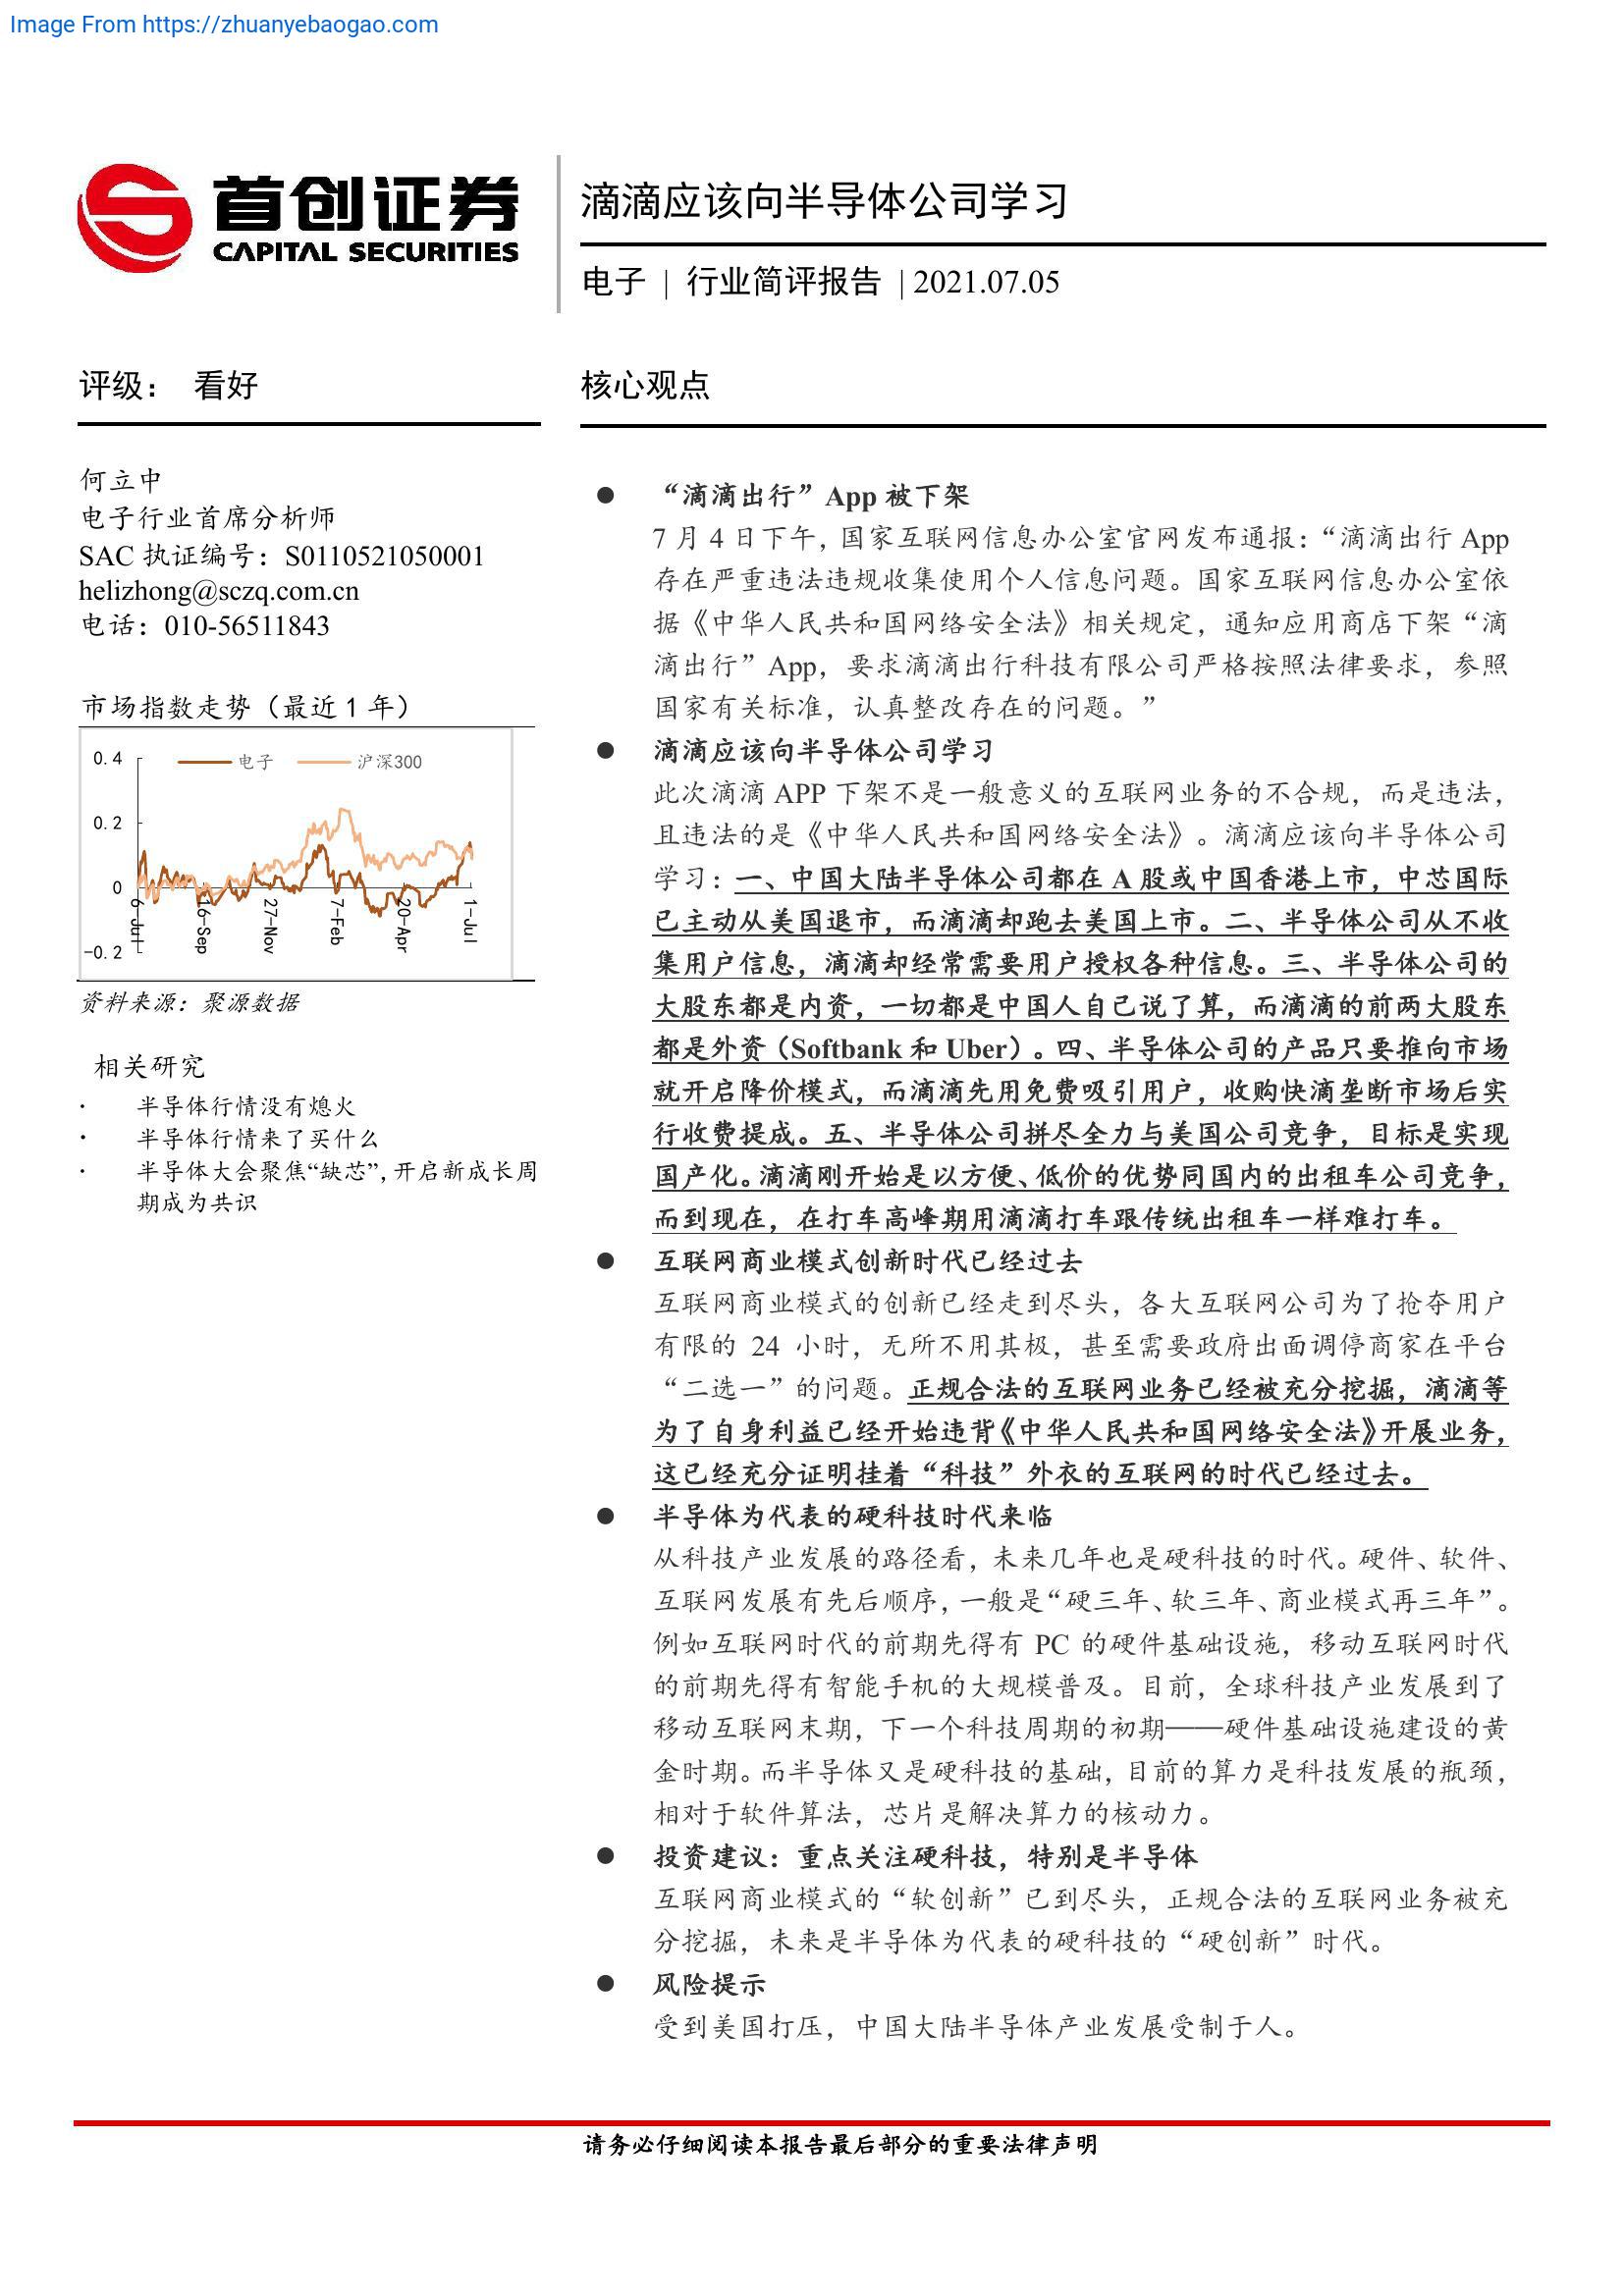 Image From https://zhuanyebaogao.com
首创证券
CAPITAL SECURITIES
滴滴应该向半导体公司学习
电子 | 行业简评报告 | 2021.07.05
评级： 看好
何立中
电子行业首席分析师
SAC 执证编号：S0110521050001
helizhong@sczq.com.cn
电话：010-56511843
市场指数走势（最近 1 年）
电子 沪深300
0.4
0.2
0
-0.2
6-Jul
16-Sep
27-Nov
7-Feb
20-Apr
1-Jul
资料来源：聚源数据
相关研究
· 半导体行情没有熄火
· 半导体行情来了买什么
· 半导体大会聚焦“缺芯”，开启新成长周
期成为共识
核心观点
● “滴滴出行”App 被下架
7 月 4 日下午，国家互联网信息办公室官网发布通报：“滴滴出行 App
存在严重违法违规收集使用个人信息问题。国家互联网信息办公室依
据《中华人民共和国网络安全法》相关规定，通知应用商店下架“滴
滴出行”App，要求滴滴出行科技有限公司严格按照法律要求，参照
国家有关标准，认真整改存在的问题。”
● 滴滴应该向半导体公司学习
此次滴滴 APP 下架不是一般意义的互联网业务的不合规，而是违法，
且违法的是《中华人民共和国网络安全法》。滴滴应该向半导体公司
学习：一、中国大陆半导体公司都在 A 股或中国香港上市，中芯国际
已主动从美国退市，而滴滴却跑去美国上市。二、半导体公司从不收
集用户信息，滴滴却经常需要用户授权各种信息。三、半导体公司的
大股东都是内资，一切都是中国人自己说了算，而滴滴的前两大股东
都是外资（Softbank 和 Uber）。四、半导体公司的产品只要推向市场
就开启降价模式，而滴滴先用免费吸引用户，收购快滴垄断市场后实
行收费提成。五、半导体公司拼尽全力与美国公司竞争，目标是实现
国产化。滴滴刚开始是以方便、低价的优势同国内的出租车公司竞争，
而到现在，在打车高峰期用滴滴打车跟传统出租车一样难打车。
● 互联网商业模式创新时代已经过去
互联网商业模式的创新已经走到尽头，各大互联网公司为了抢夺用户
有限的 24 小时，无所不用其极，甚至需要政府出面调停商家在平台
“二选一”的问题。正规合法的互联网业务已经被充分挖掘，滴滴等
为了自身利益已经开始违背《中华人民共和国网络安全法》开展业务，
这已经充分证明挂着“科技”外衣的互联网的时代已经过去。
● 半导体为代表的硬科技时代来临
从科技产业发展的路径看，未来几年也是硬科技的时代。硬件、软件、
互联网发展有先后顺序，一般是“硬三年、软三年、商业模式再三年”。
例如互联网时代的前期先得有 PC 的硬件基础设施，移动互联网时代
的前期先得有智能手机的大规模普及。目前，全球科技产业发展到了
移动互联网末期，下一个科技周期的初期——硬件基础设施建设的黄
金时期。而半导体又是硬科技的基础，目前的算力是科技发展的瓶颈，
相对于软件算法，芯片是解决算力的核动力。
● 投资建议：重点关注硬科技，特别是半导体
互联网商业模式的“软创新”已到尽头，正规合法的互联网业务被充
分挖掘，未来是半导体为代表的硬科技的“硬创新”时代。
● 风险提示
受到美国打压，中国大陆半导体产业发展受制于人。
请务必仔细阅读本报告最后部分的重要法律声明